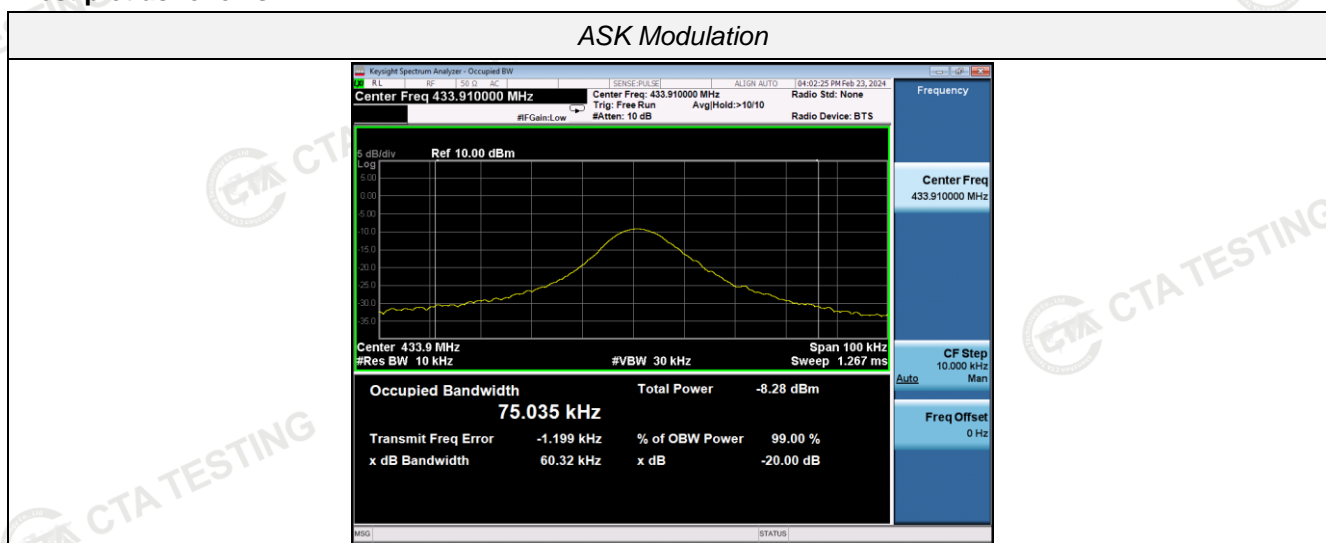 ASK Modulation
Keysight Spectrum Analyzer - Occupied BW
RL RF 50 Ω AC SENSE:PULSE ALIGN AUTO 04:02:25 PM Feb 23, 2024
Center Freq 433.910000 MHz Center Freq: 433.910000 MHz Radio Std: None
Trig: Free Run Avg|Hold:>10/10
#IFGain:Low #Atten: 10 dB Radio Device: BTS
5 dB/div Ref 10.00 dBm
Log
5.00
0.00
-5.00
-10.0
-15.0
-20.0
-25.0
-30.0
-35.0
Center 433.9 MHz Span 100 kHz
#Res BW 10 kHz #VBW 30 kHz Sweep 1.267 ms
Occupied Bandwidth Total Power -8.28 dBm
75.035 kHz
Transmit Freq Error -1.199 kHz % of OBW Power 99.00 %
x dB Bandwidth 60.32 kHz x dB -20.00 dB
MSG STATUS
Frequency
Center Freq
433.910000 MHz
CF Step
10.000 kHz
Auto Man
Freq Offset
0 Hz
CTA TESTING
CTA TESTING